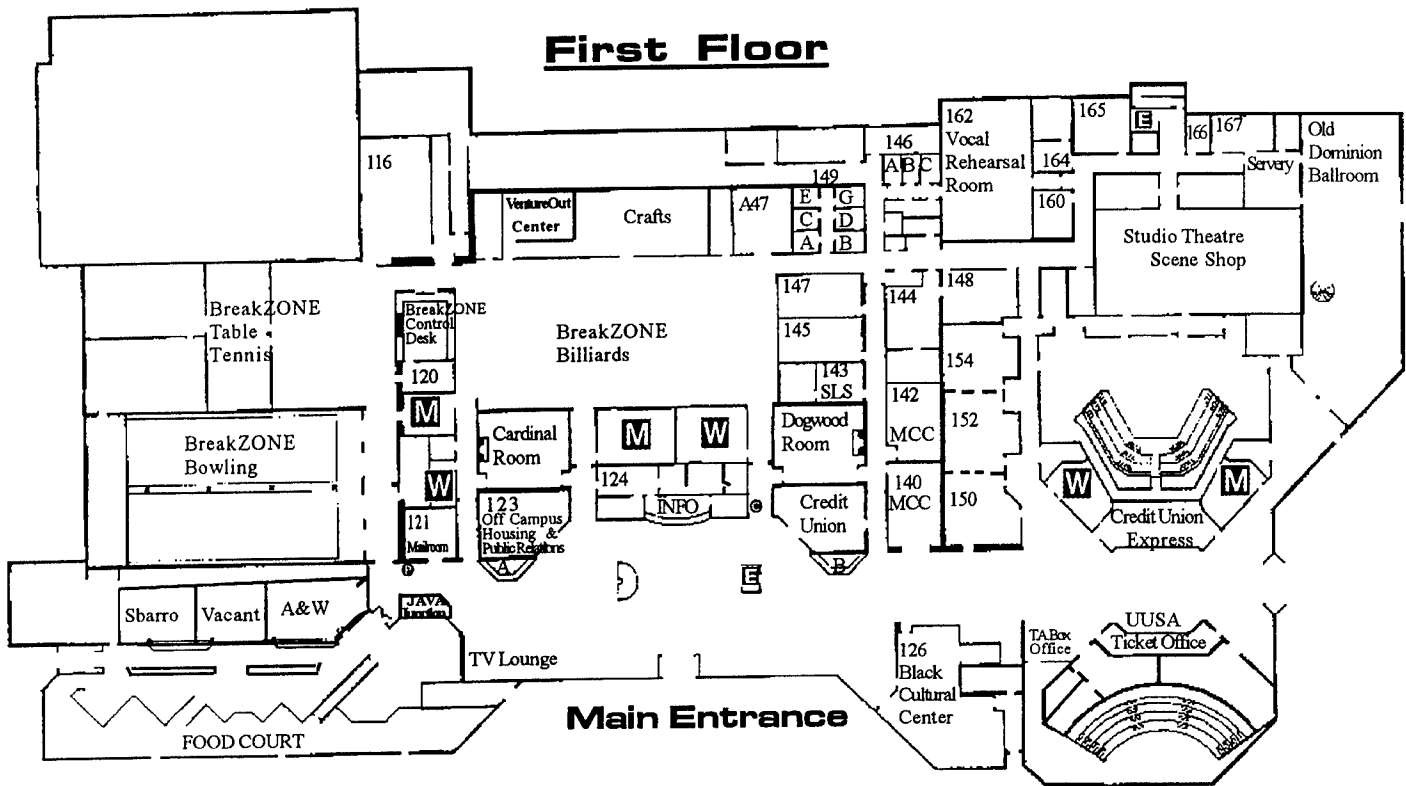 First Floor
116
VentureOut
Center
Crafts
A47
149
E
G
C
D
A
B
146
A B C
162
Vocal
Rehearsal
Room
164
160
165
E
166
167
Servery
Old
Dominion
Ballroom
Studio Theatre
Scene Shop
BreakZONE
Table
Tennis
BreakZONE
Control
Desk
120
M
W
BreakZONE
Billiards
147
145
143
SLS
144
148
154
142
MCC
152
140
MCC
150
BreakZONE
Bowling
Cardinal
Room
M
W
Dogwood
Room
124
INFO
Credit
Union
121
Mailroom
123
Off Campus
Housing &
Public Relations
A
B
E
W
M
Credit Union
Express
Sbarro
Vacant
A&W
JAVA
Junction
TV Lounge
FOOD COURT
Main Entrance
126
Black
Cultural
Center
TABox
Office
UUSA
Ticket Office